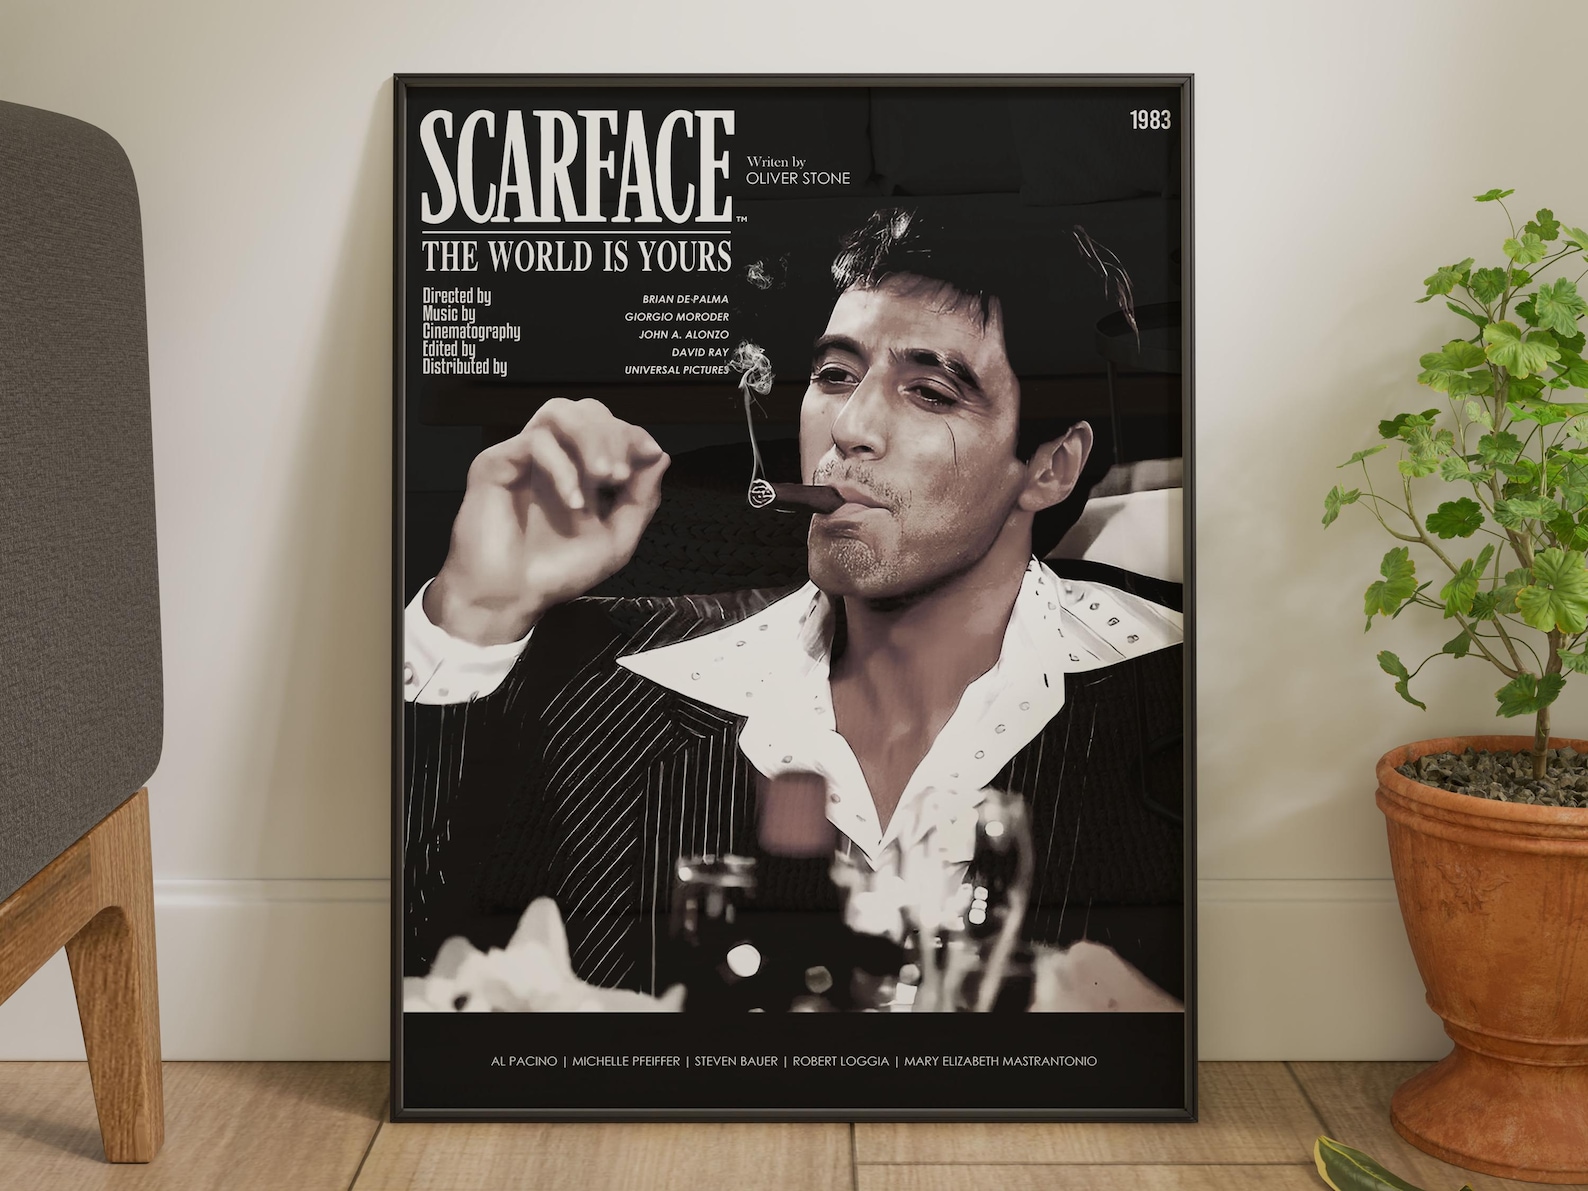 SCARFACE™
THE WORLD IS YOURS
Writen by
OLIVER STONE
1983
Directed by BRIAN DE-PALMA
Music by GIORGIO MORODER
Cinematography JOHN A. ALONZO
Edited by DAVID RAY
Distributed by UNIVERSAL PICTURES
AL PACINO | MICHELLE PFEIFFER | STEVEN BAUER | ROBERT LOGGIA | MARY ELIZABETH MASTRANTONIO